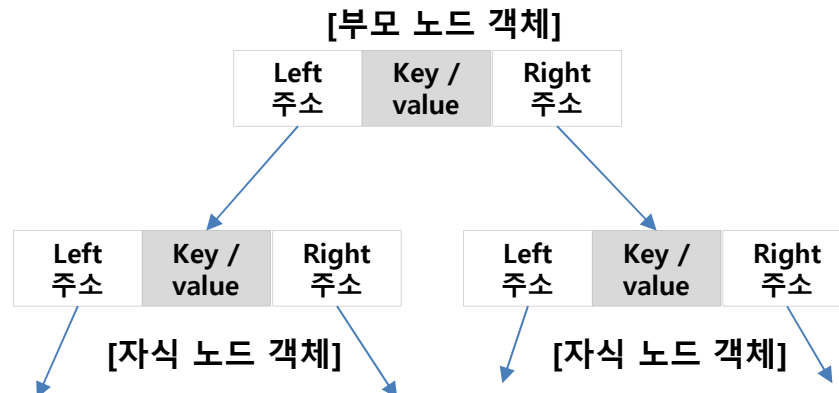 [부모 노드 객체]
Left
주소
Key /
value
Right
주소
Left
주소
Key /
value
Right
주소
Left
주소
Key /
value
Right
주소
[자식 노드 객체]
[자식 노드 객체]